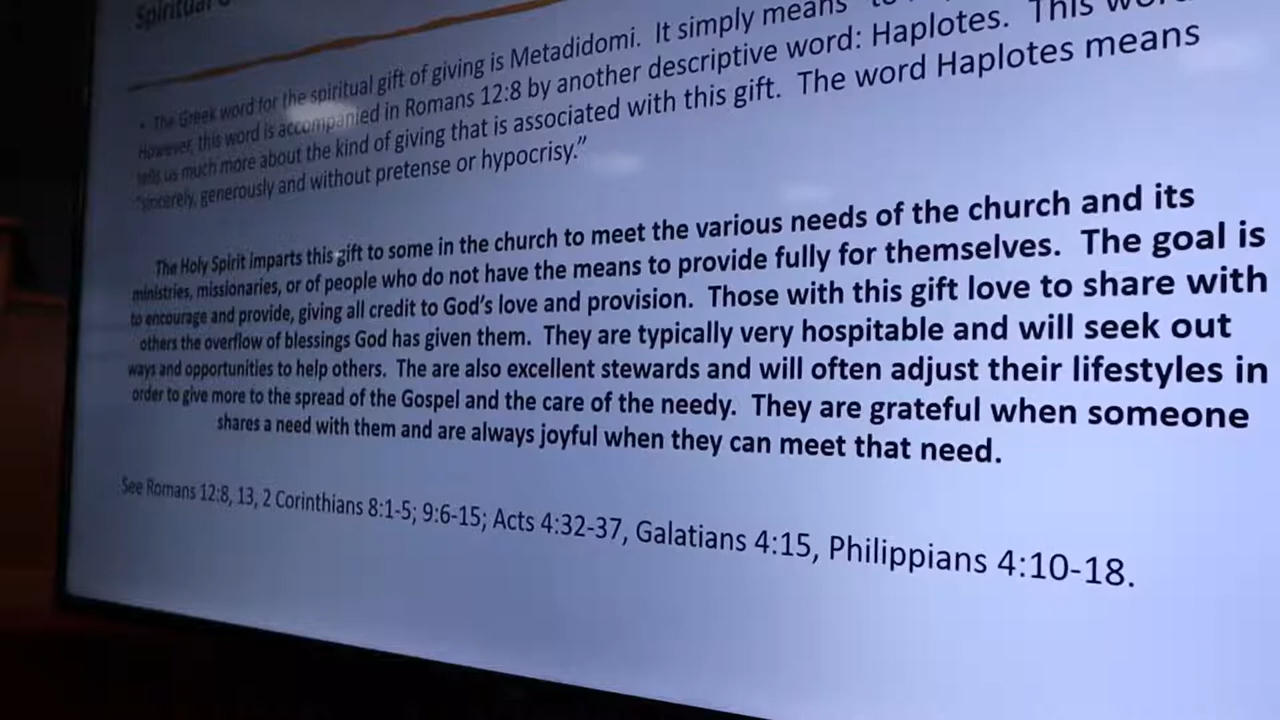 Spiritual
• The Greek word for the spiritual gift of giving is Metadidomi. It simply means "to
However, this word is accompanied in Romans 12:8 by another descriptive word: Haplotes. This word
tells us much more about the kind of giving that is associated with this gift. The word Haplotes means
"sincerely, generously and without pretense or hypocrisy."
The Holy Spirit imparts this gift to some in the church to meet the various needs of the church and its
ministries, missionaries, or of people who do not have the means to provide fully for themselves. The goal is
to encourage and provide, giving all credit to God's love and provision. Those with this gift love to share with
others the overflow of blessings God has given them. They are typically very hospitable and will seek out
ways and opportunities to help others. The are also excellent stewards and will often adjust their lifestyles in
order to give more to the spread of the Gospel and the care of the needy. They are grateful when someone
shares a need with them and are always joyful when they can meet that need.
See Romans 12:8, 13, 2 Corinthians 8:1-5; 9:6-15; Acts 4:32-37, Galatians 4:15, Philippians 4:10-18.